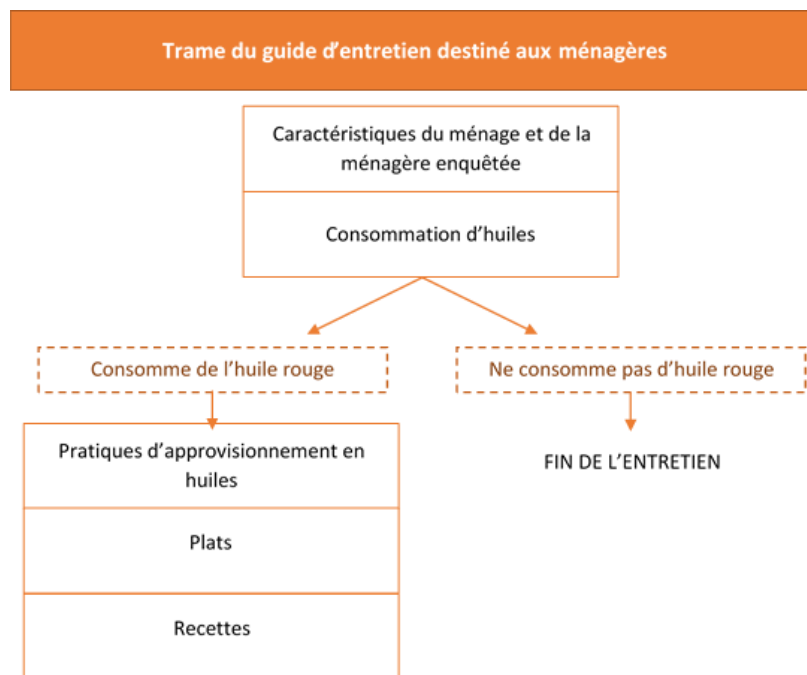 Trame du guide d'entretien destiné aux ménagères
Caractéristiques du ménage et de la
ménagère enquêtée
Consommation d'huiles
Consomme de l'huile rouge
Ne consomme pas d'huile rouge
Pratiques d'approvisionnement en
huiles
FIN DE L'ENTRETIEN
Plats
Recettes